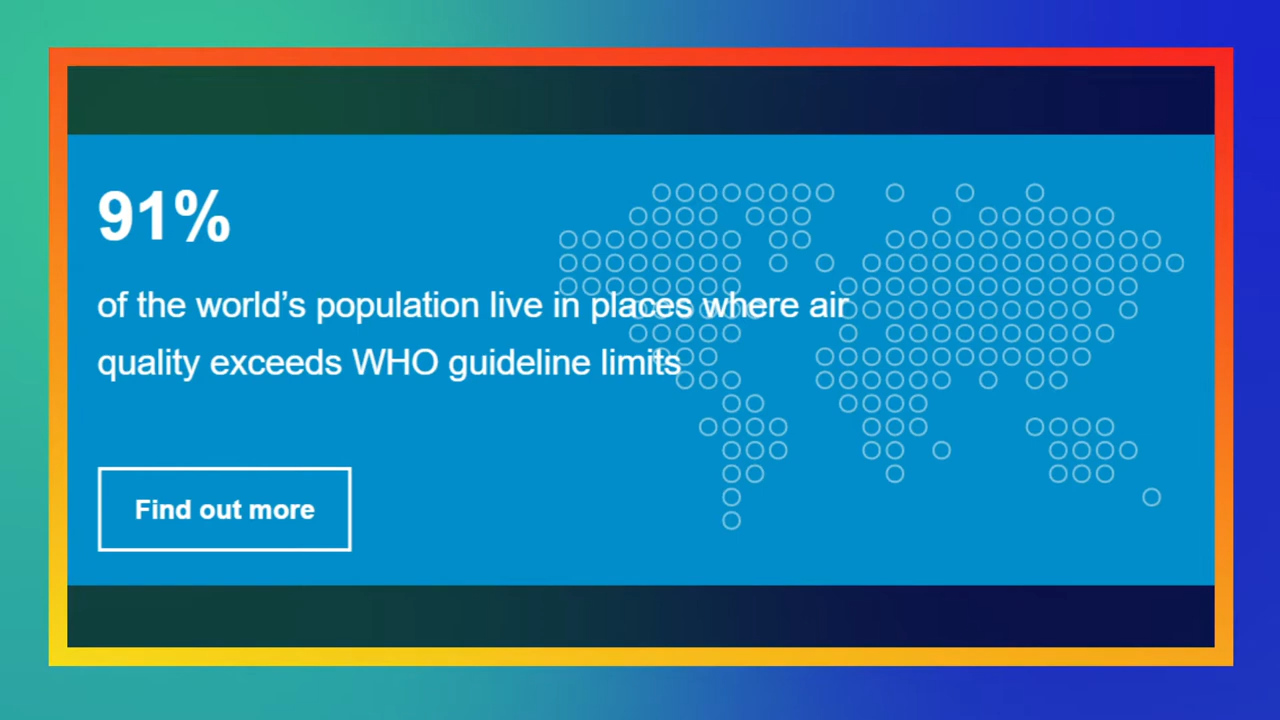 91%
of the world’s population live in places where air
quality exceeds WHO guideline limits
Find out more